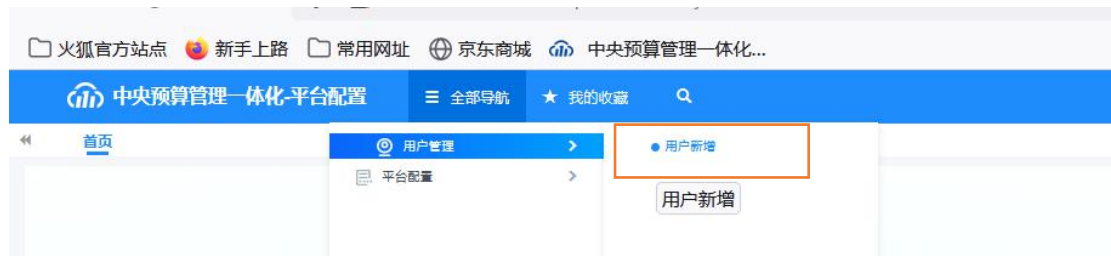 火狐官方站点 新手上路 常用网址 京东商城 中央预算管理一体化...
中央预算管理一体化-平台配置 全部导航 我的收藏
首页 用户管理 用户新增
平台配置
用户新增